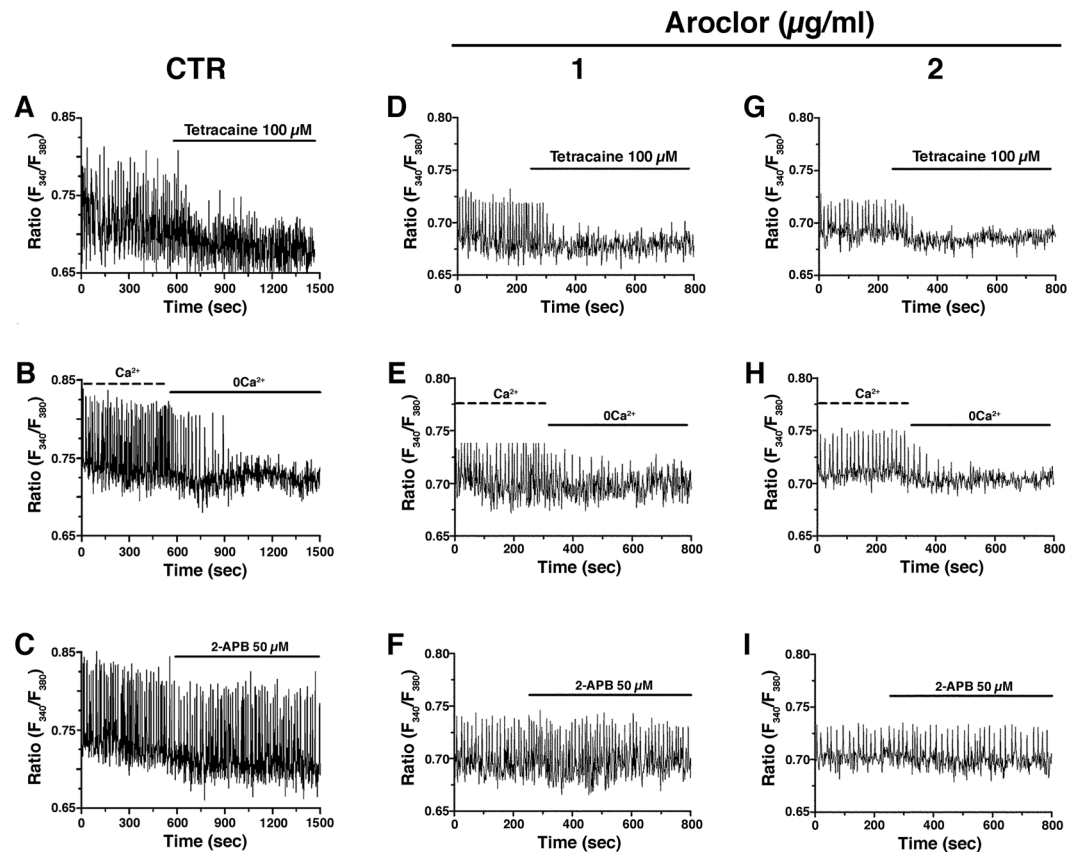 Aroclor (µg/ml)
CTR
1
2
A
Ratio (F340/F380)
0.85
0.75
0.65
Tetracaine 100 µM
0 300 600 900 1200 1500
Time (sec)
D
Ratio (F340/F380)
0.80
0.75
0.70
0.65
Tetracaine 100 µM
0 200 400 600 800
Time (sec)
G
Ratio (F340/F380)
0.80
0.75
0.70
0.65
Tetracaine 100 µM
0 200 400 600 800
Time (sec)
B
Ratio (F340/F380)
0.85
0.75
0.65
Ca²⁺
0Ca²⁺
0 300 600 900 1200 1500
Time (sec)
E
Ratio (F340/F380)
0.80
0.75
0.70
0.65
Ca²⁺
0Ca²⁺
0 200 400 600 800
Time (sec)
H
Ratio (F340/F380)
0.80
0.75
0.70
0.65
Ca²⁺
0Ca²⁺
0 200 400 600 800
Time (sec)
C
Ratio (F340/F380)
0.85
0.75
0.65
2-APB 50 µM
0 300 600 900 1200 1500
Time (sec)
F
Ratio (F340/F380)
0.80
0.70
0.65
2-APB 50 µM
0 200 400 600 800
Time (sec)
I
Ratio (F340/F380)
0.80
0.75
0.70
0.65
2-APB 50 µM
0 200 400 600 800
Time (sec)